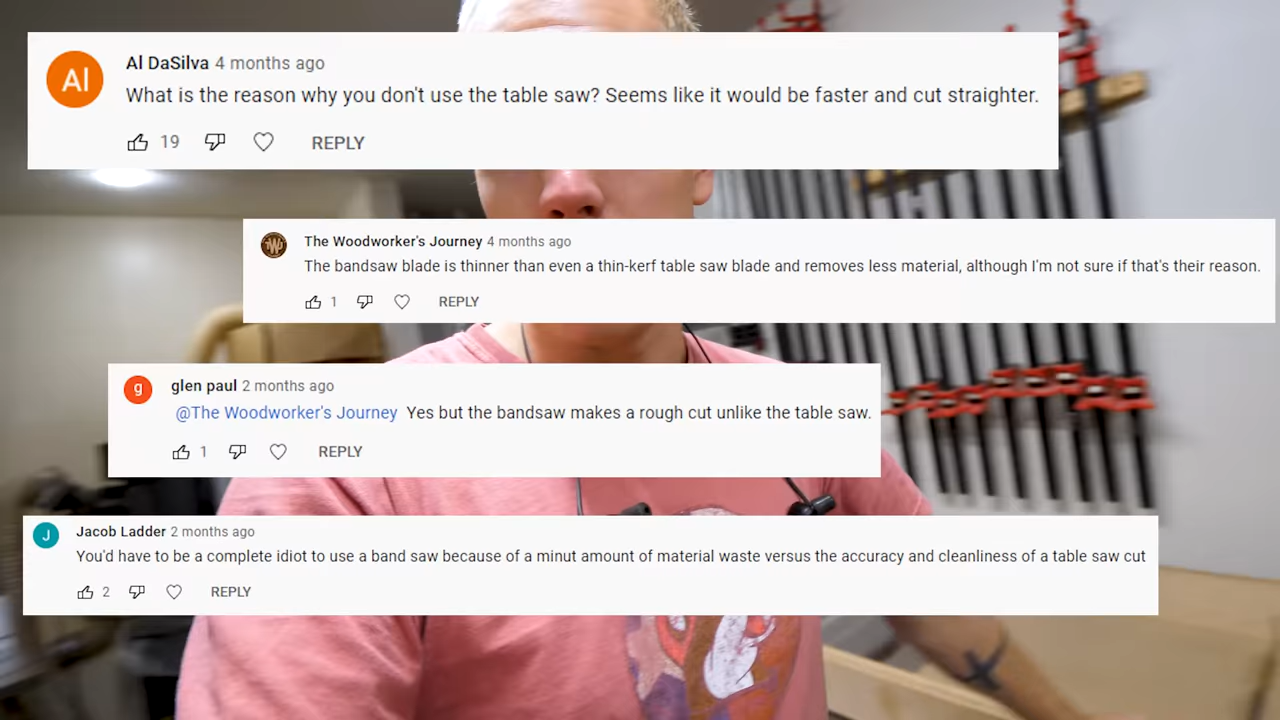 Al
Al DaSilva 4 months ago
What is the reason why you don't use the table saw? Seems like it would be faster and cut straighter.
19
REPLY
The Woodworker's Journey 4 months ago
The bandsaw blade is thinner than even a thin-kerf table saw blade and removes less material, although I'm not sure if that's their reason.
1
REPLY
g
glen paul 2 months ago
@The Woodworker's Journey Yes but the bandsaw makes a rough cut unlike the table saw.
1
REPLY
J
Jacob Ladder 2 months ago
You'd have to be a complete idiot to use a band saw because of a minut amount of material waste versus the accuracy and cleanliness of a table saw cut
2
REPLY